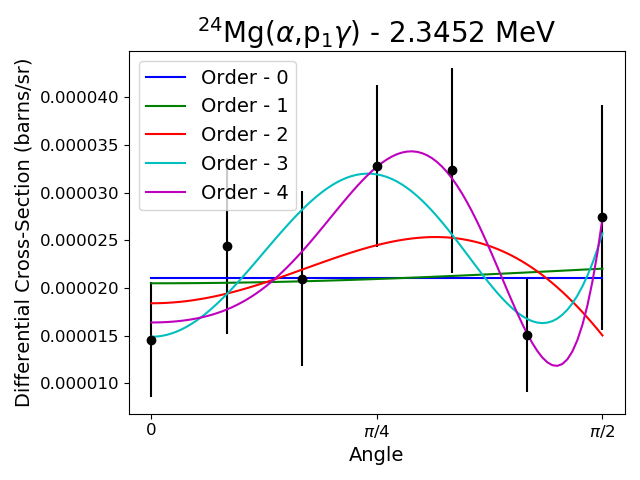 ²⁴Mg(α,p₁γ) - 2.3452 MeV
Order - 0
Order - 1
Order - 2
Order - 3
Order - 4
0.000040
0.000035
0.000030
0.000025
0.000020
0.000015
0.000010
Differential Cross-Section (barns/sr)
0
π/4
π/2
Angle